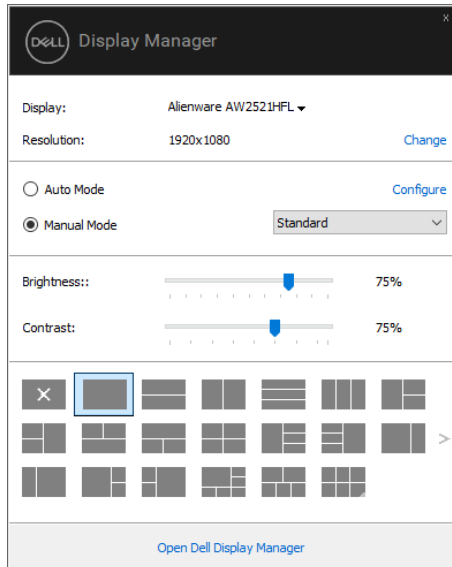 x
DELL Display Manager
Display: Alienware AW2521HFL
Resolution: 1920x1080 Change
Auto Mode Configure
Manual Mode Standard
Brightness:: 75%
Contrast: 75%
Open Dell Display Manager